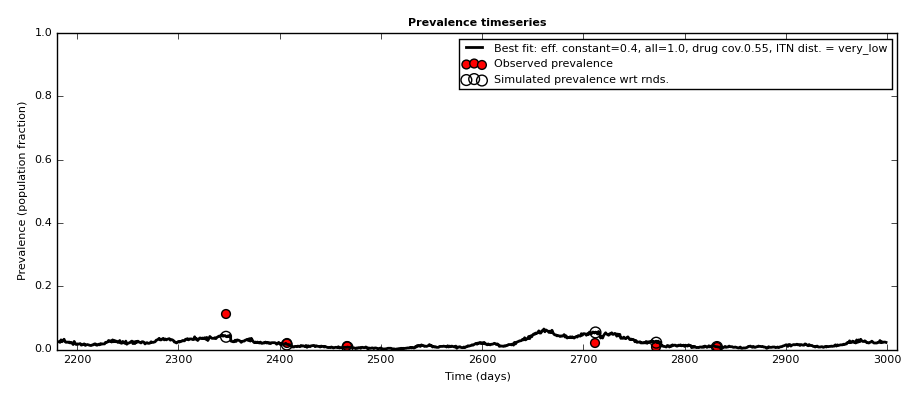 Prevalence timeseries
Best fit: eff. constant=0.4, all=1.0, drug cov.0.55, ITN dist. = very_low
Observed prevalence
Simulated prevalence wrt rnds.
Prevalence (population fraction)
1.0
0.8
0.6
0.4
0.2
0.0
2200 2300 2400 2500 2600 2700 2800 2900 3000
Time (days)